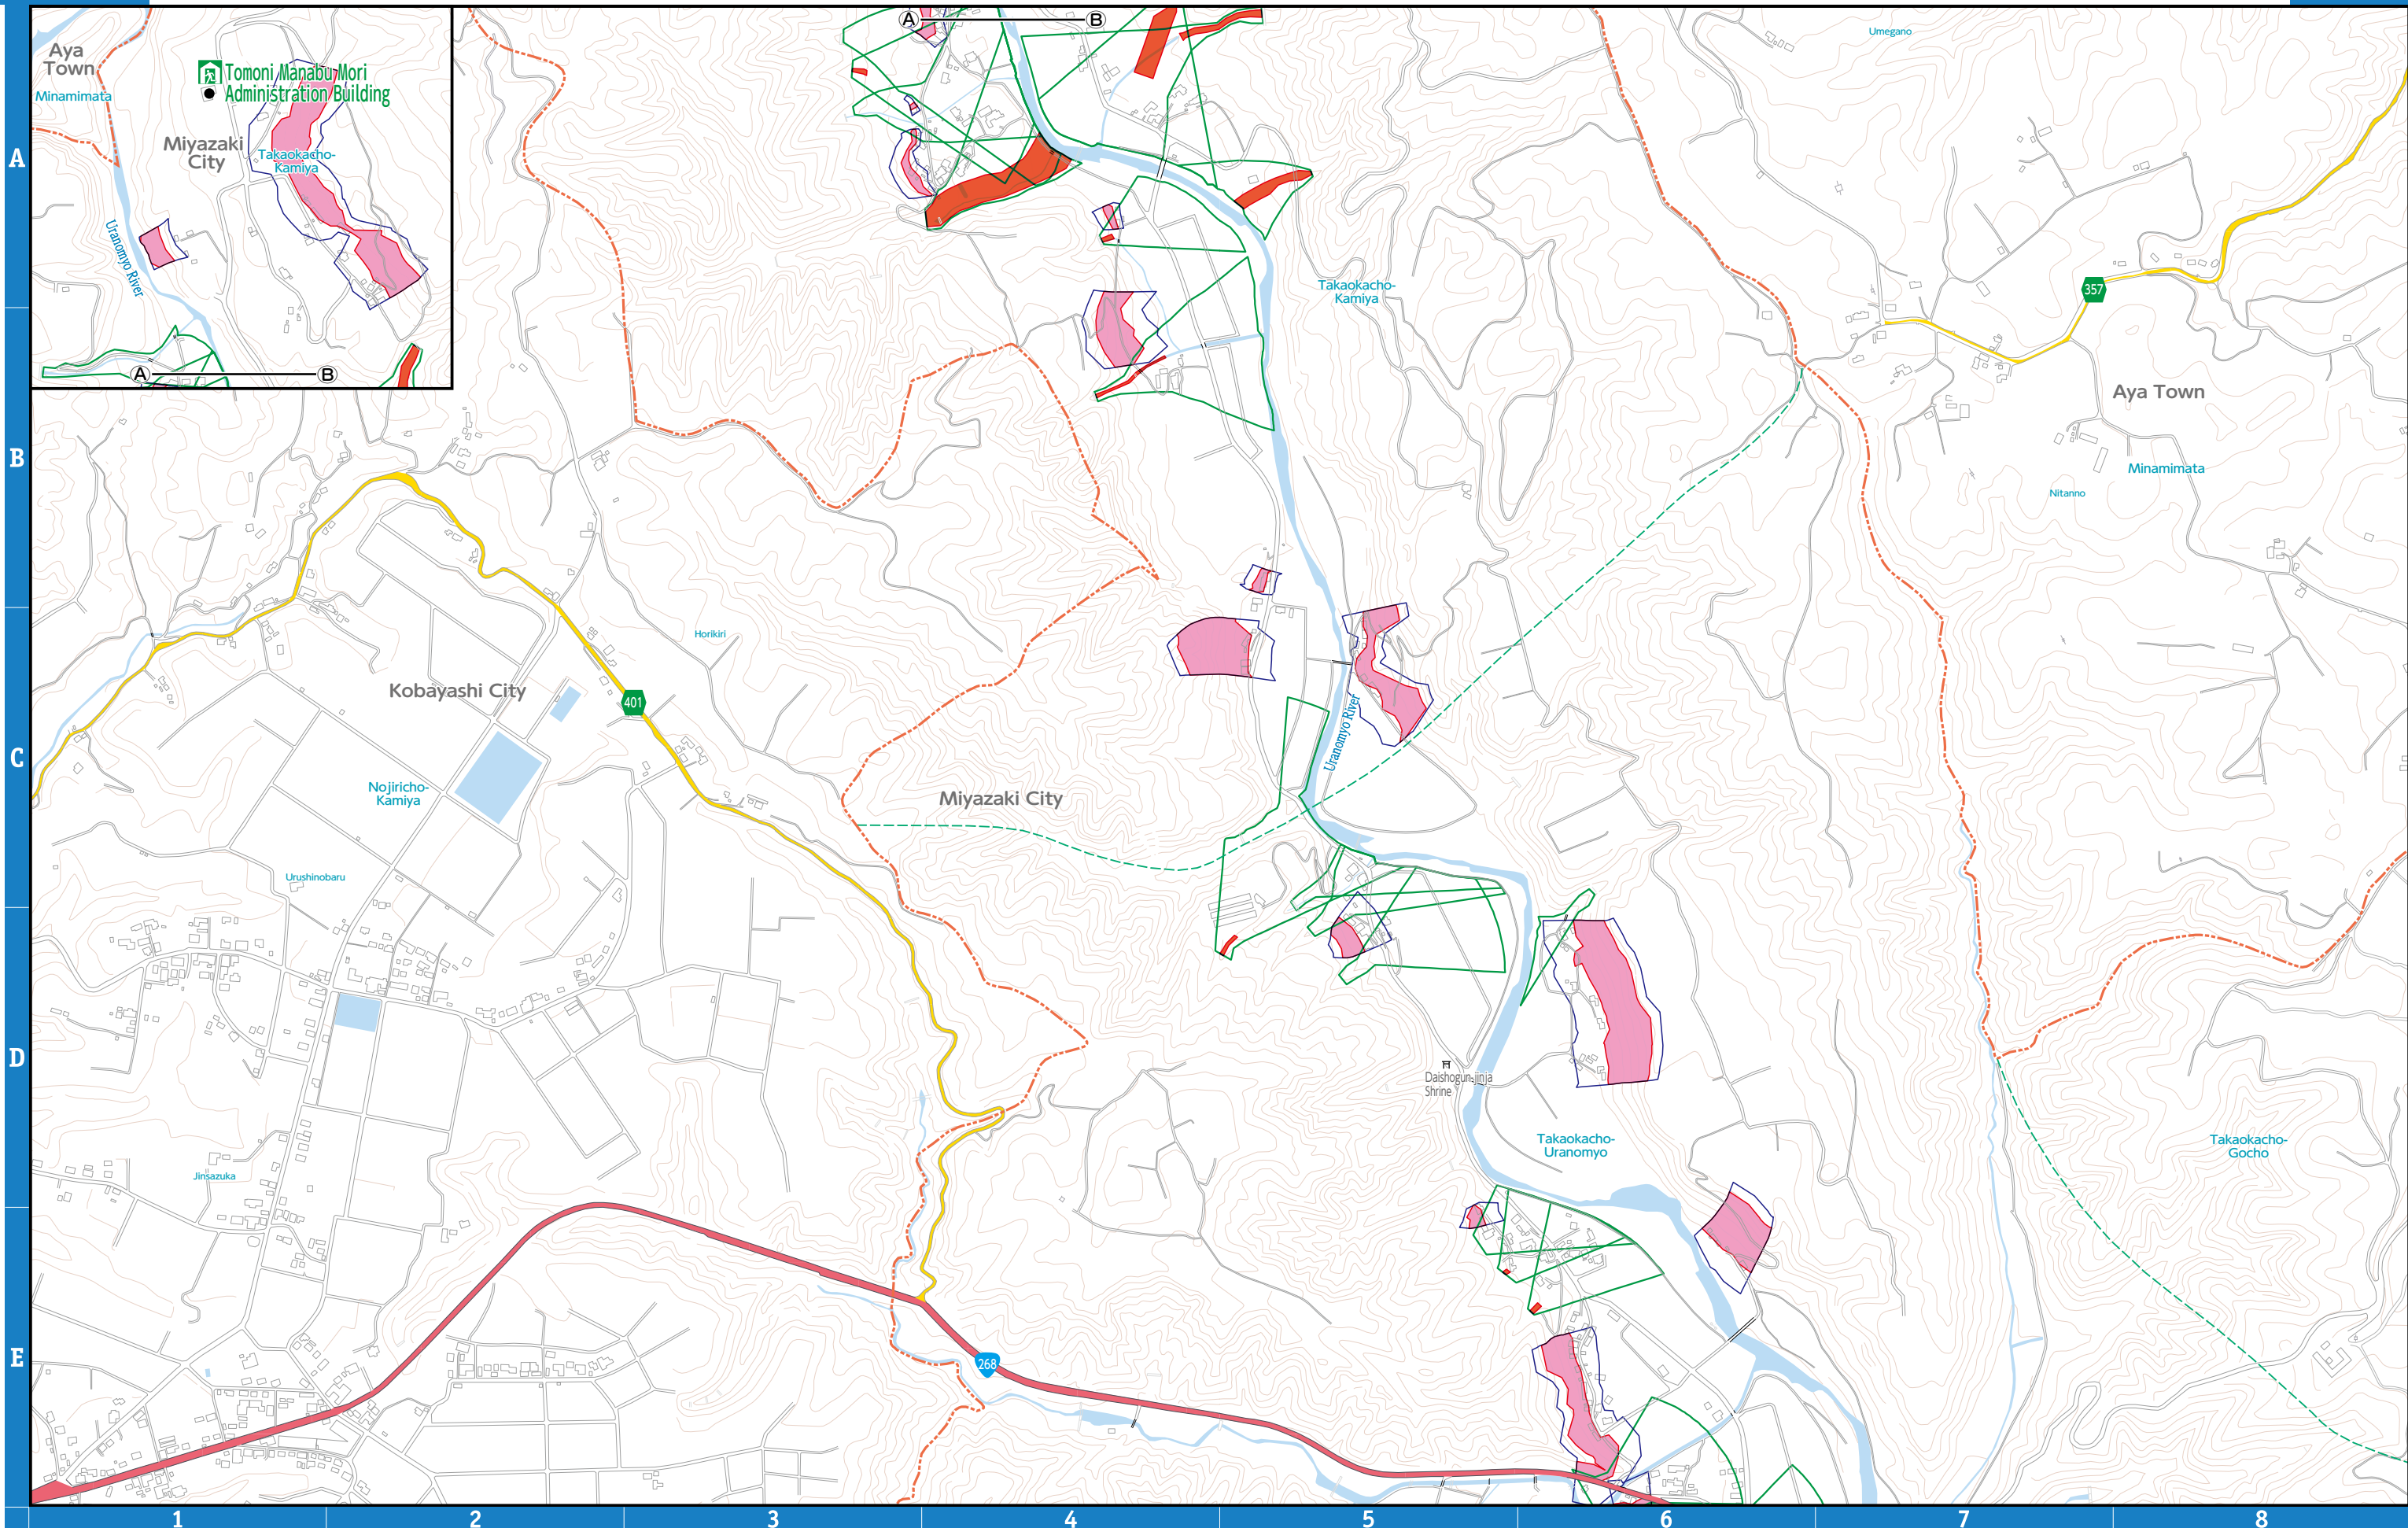 Aya
Town
Minamimata
Tomoni Manabu Mori
Administration Building
Miyazaki
City
Takaokacho-
Kamiya
Uranomyo River
A
B
A
B
Umegano
Takaokacho-
Kamiya
357
Aya Town
Minamimata
Nitanno
Horikiri
Kobayashi City
401
Nojiricho-
Kamiya
Miyazaki City
Uranomyo River
Urushinobaru
Daishogun-jinja
Shrine
Takaokacho-
Uranomyo
Takaokacho-
Gocho
Jinsazuka
268
A
B
C
D
E
1
2
3
4
5
6
7
8